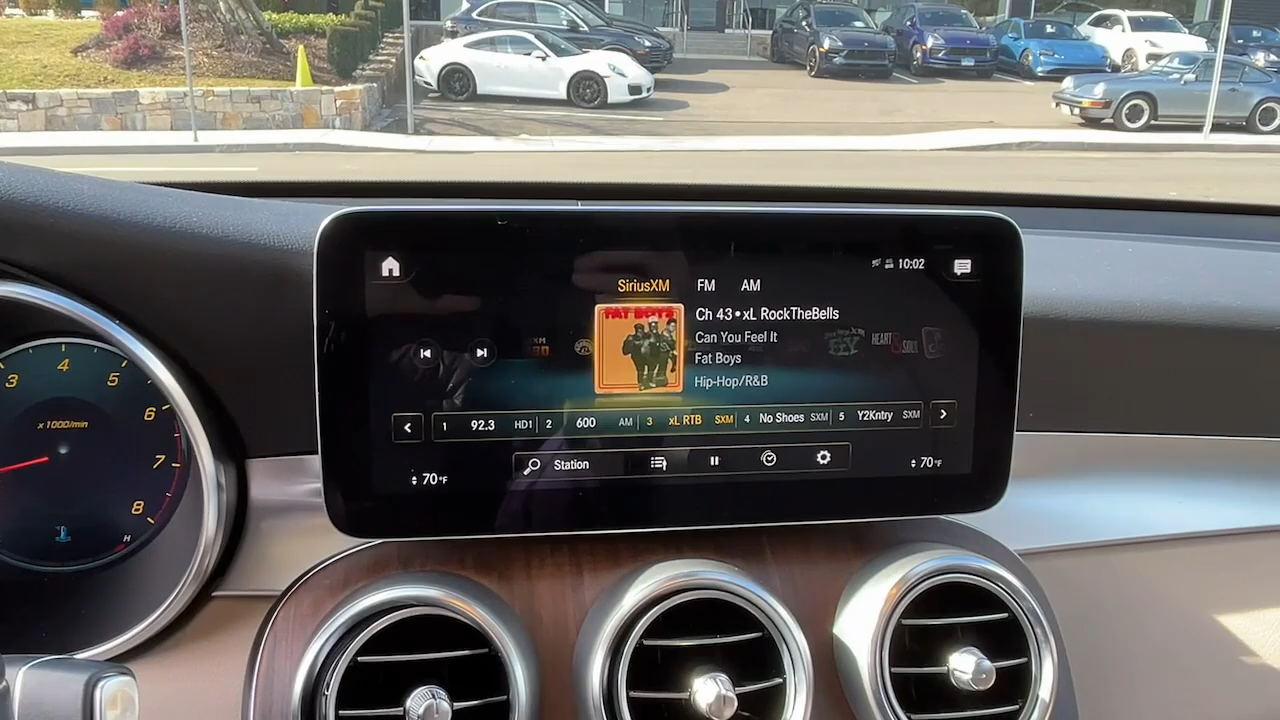 10:02
SiriusXM FM AM
FAT BOYS
Ch 43 • xL RockTheBells
Can You Feel It
Fat Boys
Hip-Hop/R&B
HEART & SOUL
1 92.3 HD1 2 600 AM 3 xL RTB SXM 4 No Shoes SXM 5 Y2Kntry SXM
Station
70°F
70°F
3 4 5 6 7 8
x1000/min
H